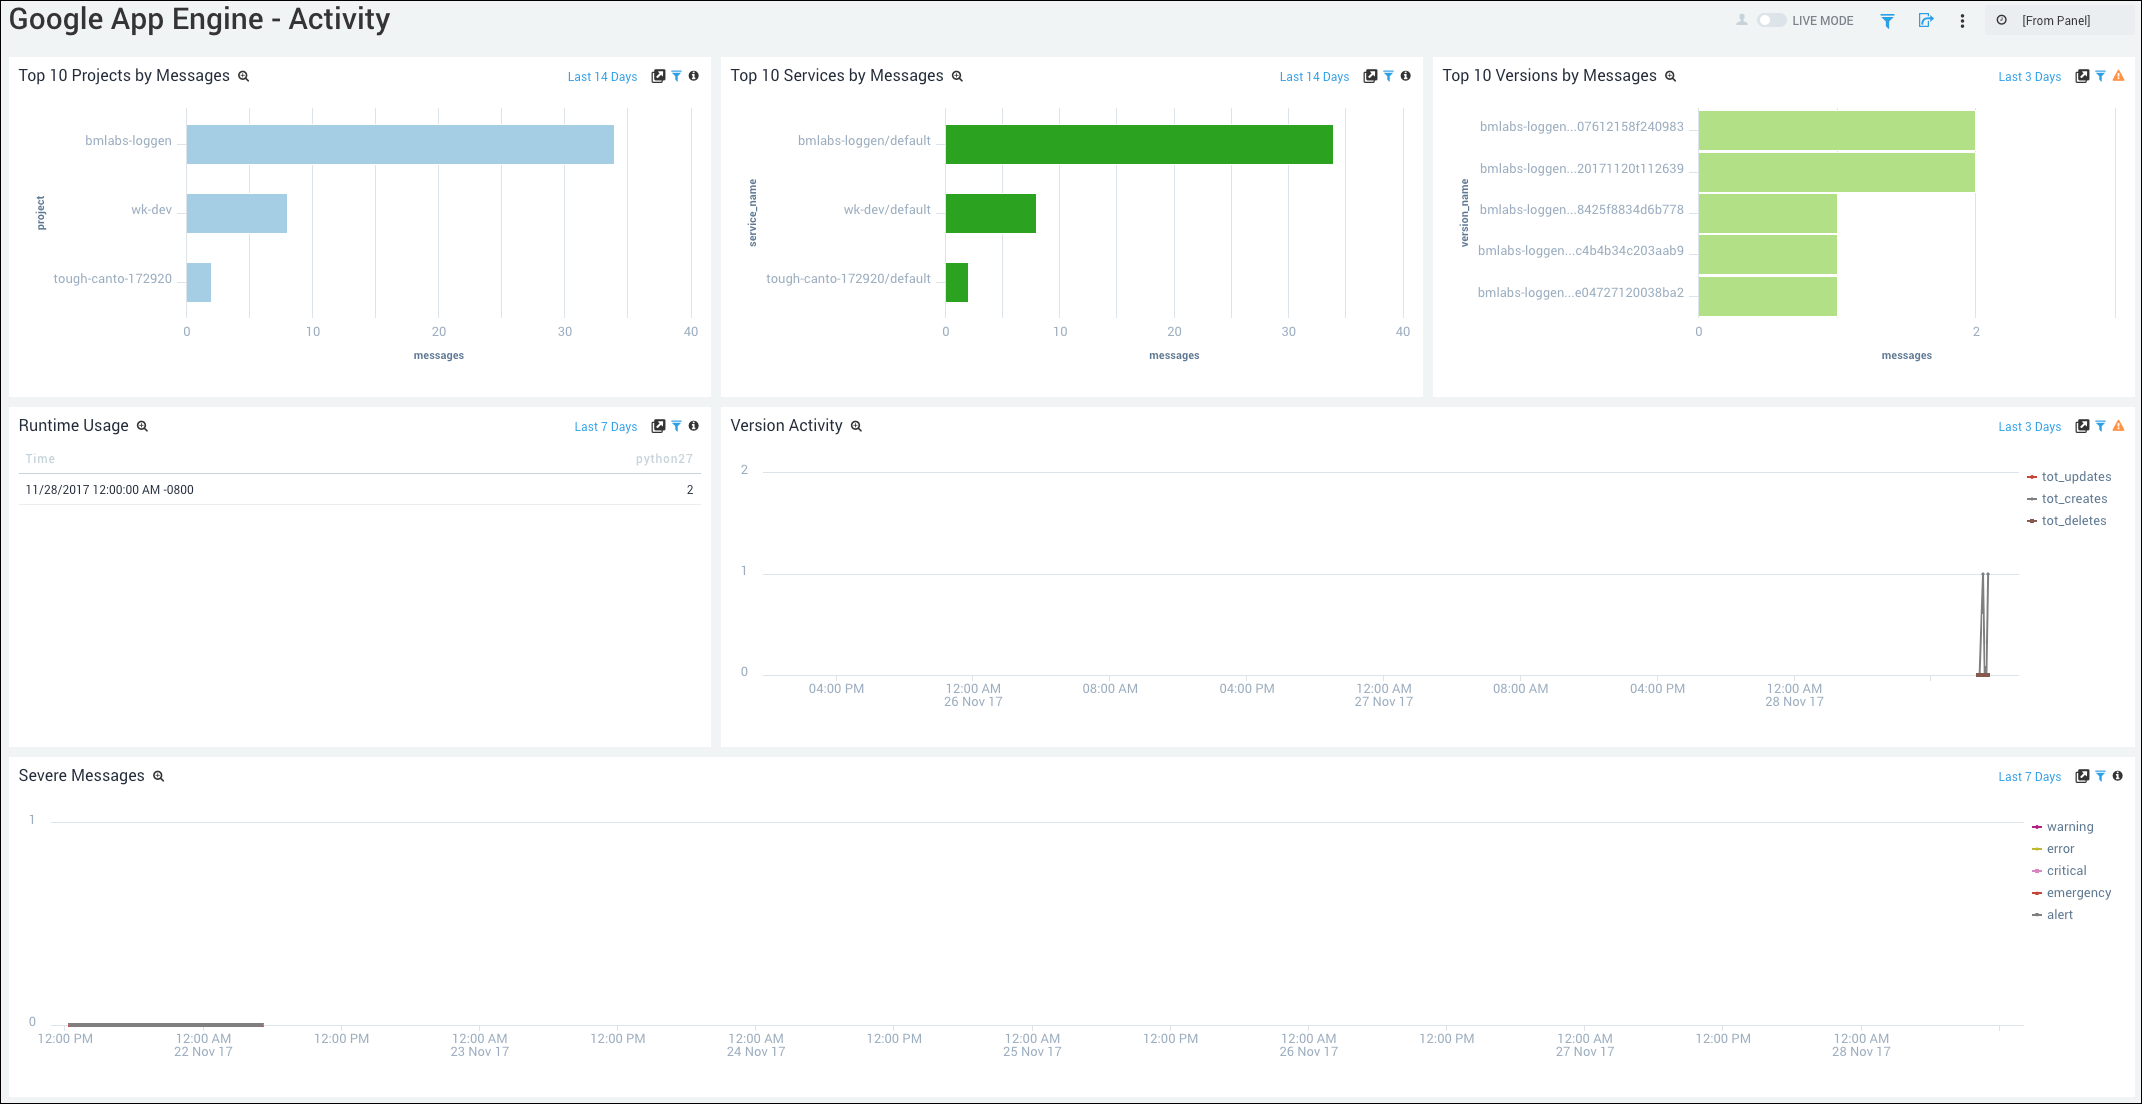 Google App Engine - Activity
LIVE MODE
[From Panel]
Top 10 Projects by Messages
Last 14 Days
project
bmlabs-loggen
wk-dev
tough-canto-172920
0 10 20 30 40
messages
Top 10 Services by Messages
Last 14 Days
service_name
bmlabs-loggen/default
wk-dev/default
tough-canto-172920/default
0 10 20 30 40
messages
Top 10 Versions by Messages
Last 3 Days
version_name
bmlabs-loggen...07612158f240983
bmlabs-loggen...20171120t112639
bmlabs-loggen...8425f8834d6b778
bmlabs-loggen...c4b4b34c203aab9
bmlabs-loggen...e04727120038ba2
0 2
messages
Runtime Usage
Last 7 Days
Time python27
11/28/2017 12:00:00 AM -0800 2
Version Activity
Last 3 Days
2
1
0
04:00 PM 12:00 AM 08:00 AM 04:00 PM 12:00 AM 08:00 AM 04:00 PM 12:00 AM
26 Nov 17 27 Nov 17 28 Nov 17
tot_updates
tot_creates
tot_deletes
Severe Messages
Last 7 Days
1
0
12:00 PM 12:00 AM 12:00 PM 12:00 AM 12:00 PM 12:00 AM 12:00 PM 12:00 AM 12:00 PM 12:00 AM 12:00 PM 12:00 AM 12:00 PM 12:00 AM
22 Nov 17 23 Nov 17 24 Nov 17 25 Nov 17 26 Nov 17 27 Nov 17 28 Nov 17
warning
error
critical
emergency
alert